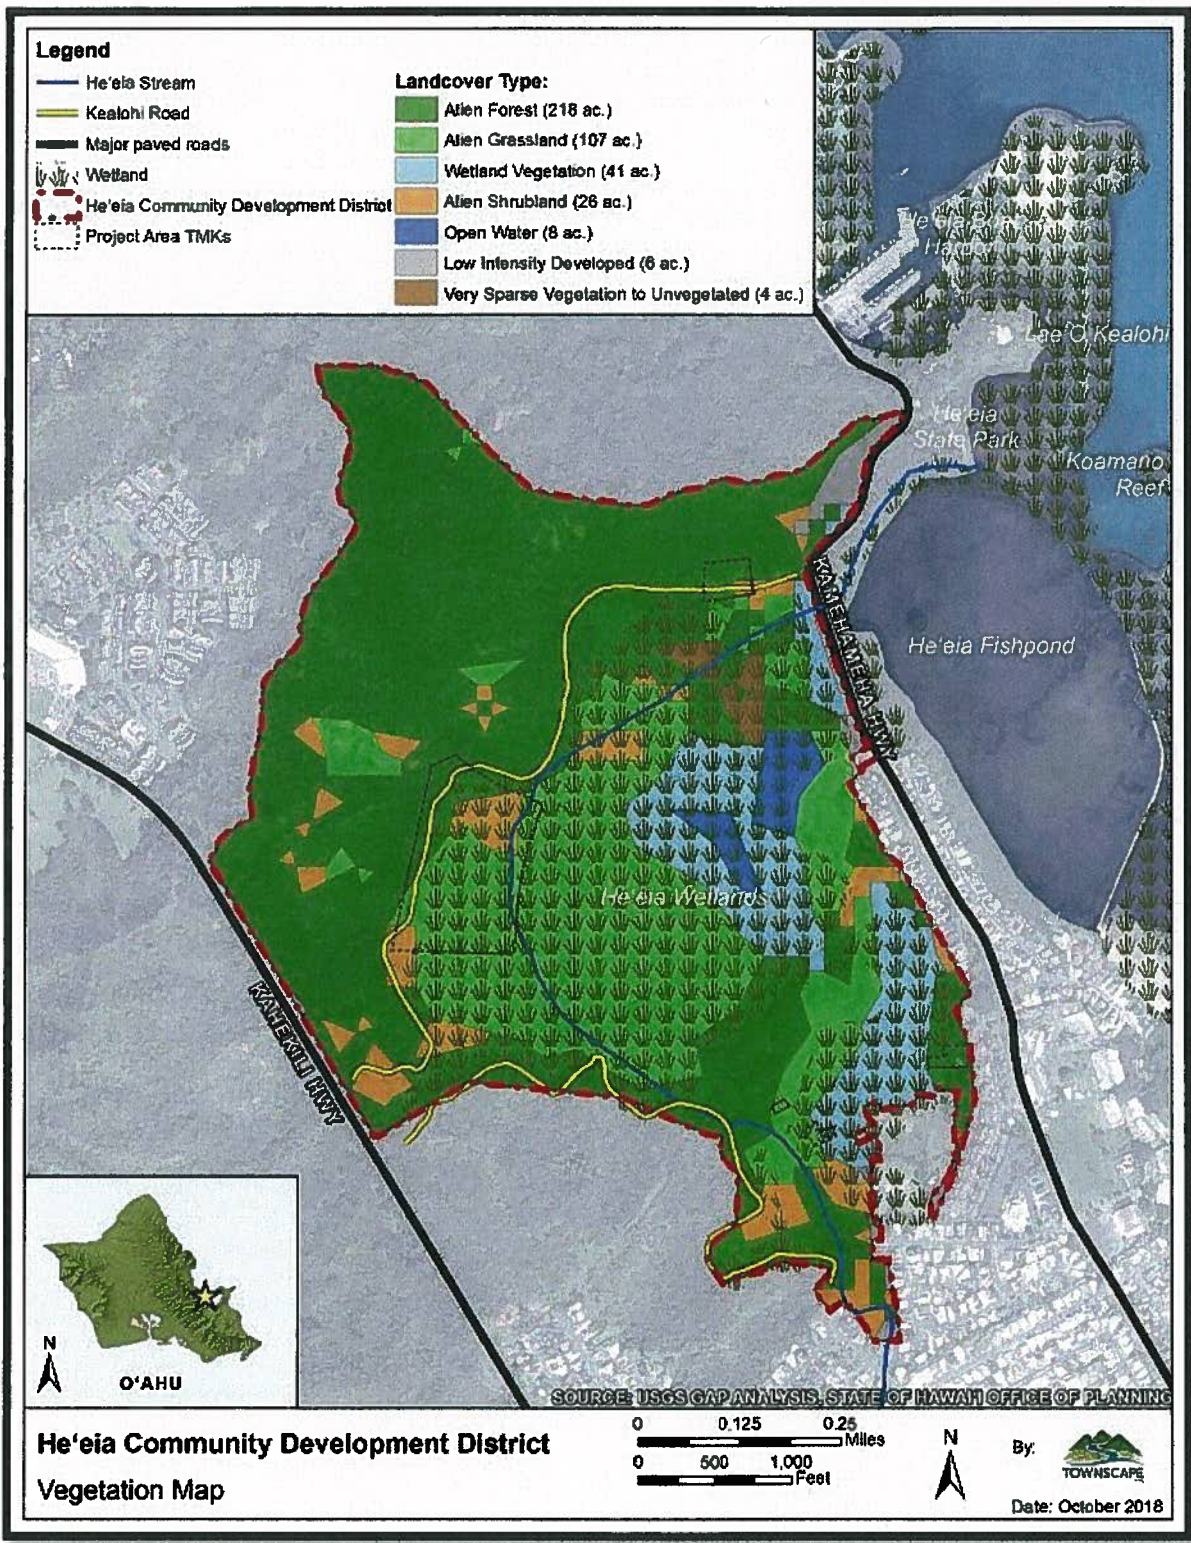 Legend
He'eia Stream
Kealohi Road
Major paved roads
Wetland
He'eia Community Development District
Project Area TMKs
Landcover Type:
Alien Forest (218 ac.)
Alien Grassland (107 ac.)
Wetland Vegetation (41 ac.)
Alien Shrubland (26 ac.)
Open Water (8 ac.)
Low Intensity Developed (6 ac.)
Very Sparse Vegetation to Unvegetated (4 ac.)
Lae'O Kealohi
He'eia
State Park
Koamano
Reef
KAMEHAMEHA HWY
He'eia Fishpond
He'eia Wetlands
KAHEKILI HWY
N
O'AHU
SOURCE: USGS GAP ANALYSIS, STATE OF HAWAI'I OFFICE OF PLANNING
He'eia Community Development District
Vegetation Map
0 0.125 0.25
Miles
0 500 1,000
Feet
N
By:
TOWNSCAPE
Date: October 2018